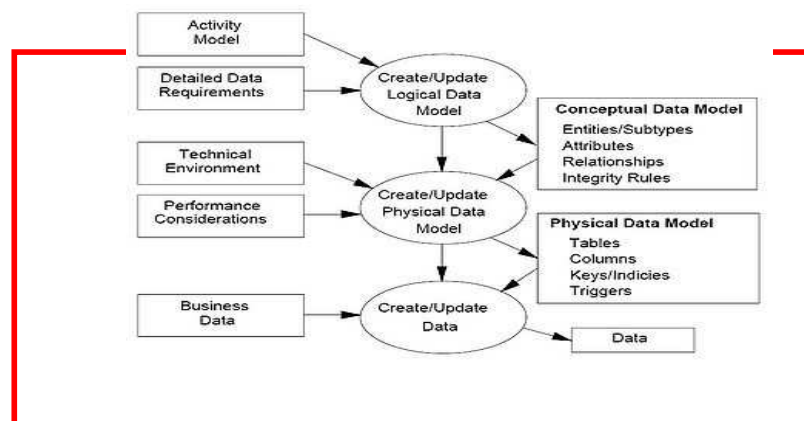 Activity
Model
Detailed Data
Requirements
Create/Update
Logical Data
Model
Conceptual Data Model
Entities/Subtypes
Attributes
Relationships
Integrity Rules
Technical
Environment
Performance
Considerations
Create/Update
Physical Data
Model
Physical Data Model
Tables
Columns
Keys/Indicies
Triggers
Business
Data
Create/Update
Data
Data